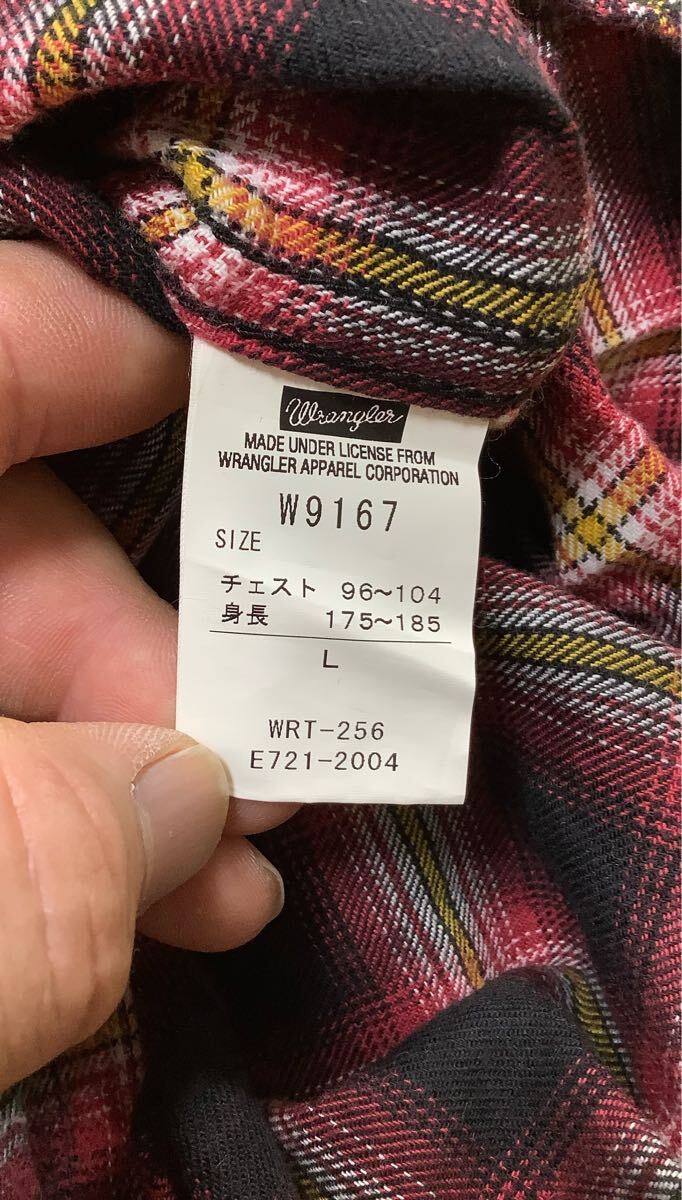 Wrangler
MADE UNDER LICENSE FROM
WRANGLER APPAREL CORPORATION
W9167
SIZE
チェスト 96~104
身長 175~185
L
WRT-256
E721-2004